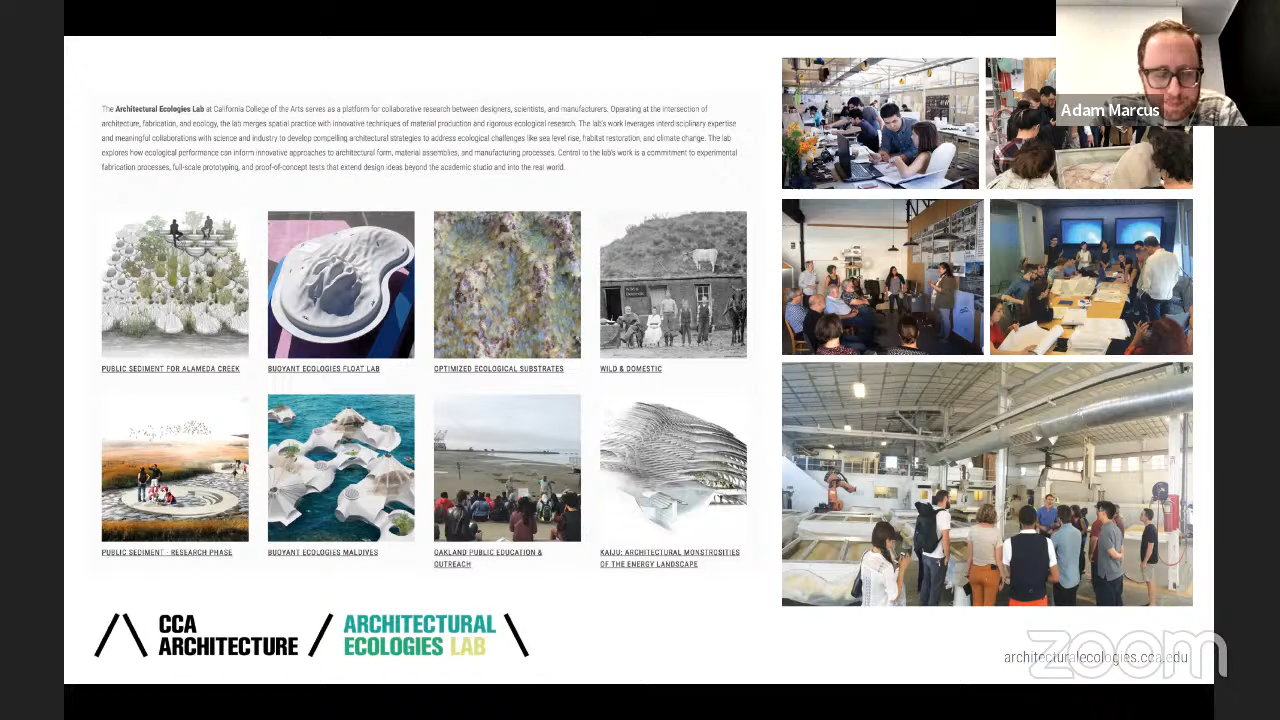 The Architectural Ecologies Lab at California College of the Arts serves as a platform for collaborative research between designers, scientists, and manufacturers. Operating at the intersection of
architecture, fabrication, and ecology, the lab merges spatial practice with innovative techniques of material production and rigorous ecological research. The lab's work leverages interd-sciplinary expertise
and meaningful collaborations with science and industry to develop compelling architectural strategies to address ecological challenges like sea level rise, habitat restoration, and climate change. The lab
explores how ecological performance can inform innovative approaches to architectural form, material assemblies, and manufacturing processes. Central to the lab's work is a commitment to experimental
fabrication processes, full-scale prototyping, and proof-of-concept tests that extend design ideas beyond the academic studio and into the real world.
Adam Marcus
PUBLIC SEDIMENT FOR ALAMEDA CREEK
BUOYANT ECOLOGIES FLOAT LAB
OPTIMIZED ECOLOGICAL SUBSTRATES
WILD & DOMESTIC
PUBLIC SEDIMENT - RESEARCH PHASE
BUOYANT ECOLOGIES MALDIVES
OAKLAND PUBLIC EDUCATION &
OUTREACH
KAIJU: ARCHITECTURAL MONSTROSITIES
OF THE ENERGY LANDSCAPE
CCA
ARCHITECTURE
ARCHITECTURAL
ECOLOGIES LAB
architecturalecologies.cca.edu
zoom